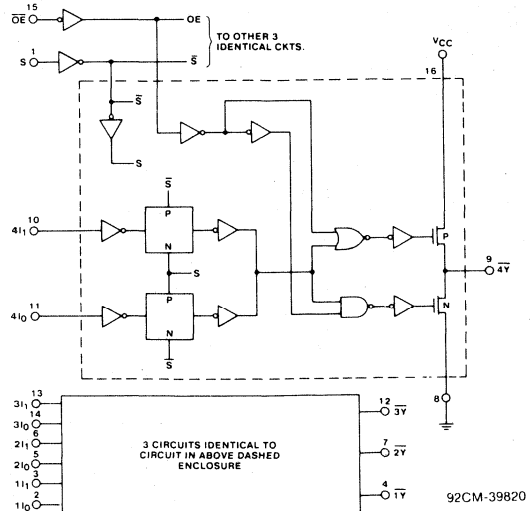 15
OE
OE
TO OTHER 3
IDENTICAL CKTS.
1
S
S
VCC
16
S
S
S
10
4I1
P
N
S
P
N
S
11
4I0
P
N
9
4Y
8
13
3I1
14
3I0
6
2I1
5
2I0
3
1I1
2
1I0
3 CIRCUITS IDENTICAL TO
CIRCUIT IN ABOVE DASHED
ENCLOSURE
12
3Y
7
2Y
4
1Y
92CM-39820